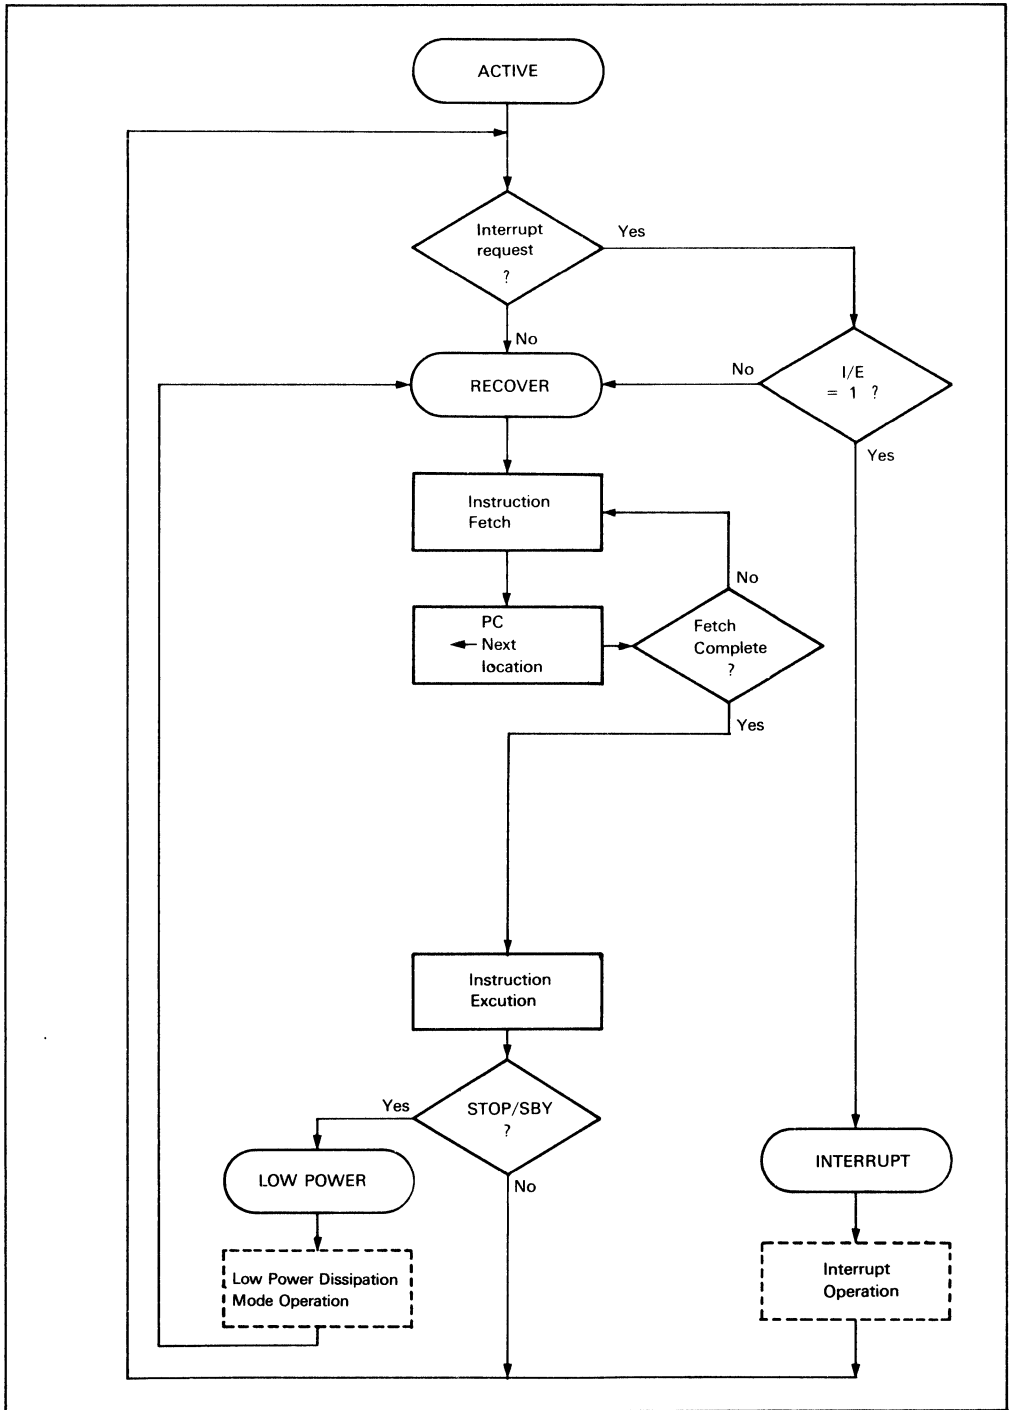 ACTIVE
Interrupt
request
?
Yes
No
RECOVER
No
I/E
= 1 ?
Yes
Instruction
Fetch
No
PC
← Next
location
Fetch
Complete
?
Yes
Instruction
Excution
Yes
STOP/SBY
?
No
LOW POWER
INTERRUPT
Low Power Dissipation
Mode Operation
Interrupt
Operation